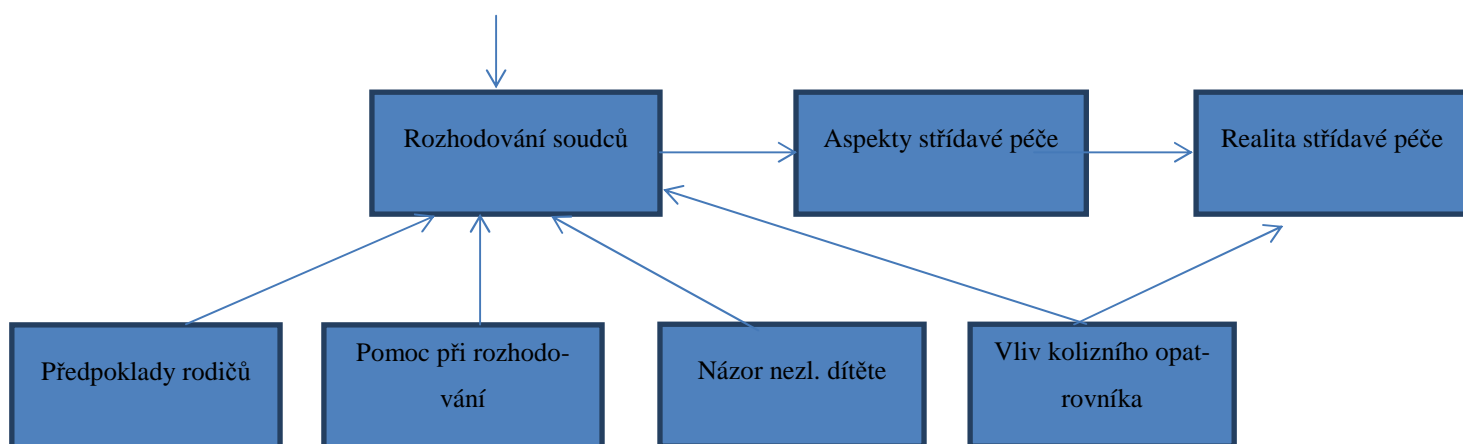 Rozhodování soudců
Aspekty střídavé péče
Realita střídavé péče
Předpoklady rodičů
Pomoc při rozhodo-
vání
Názor nezl. dítěte
Vliv kolizního opat-
rovníka